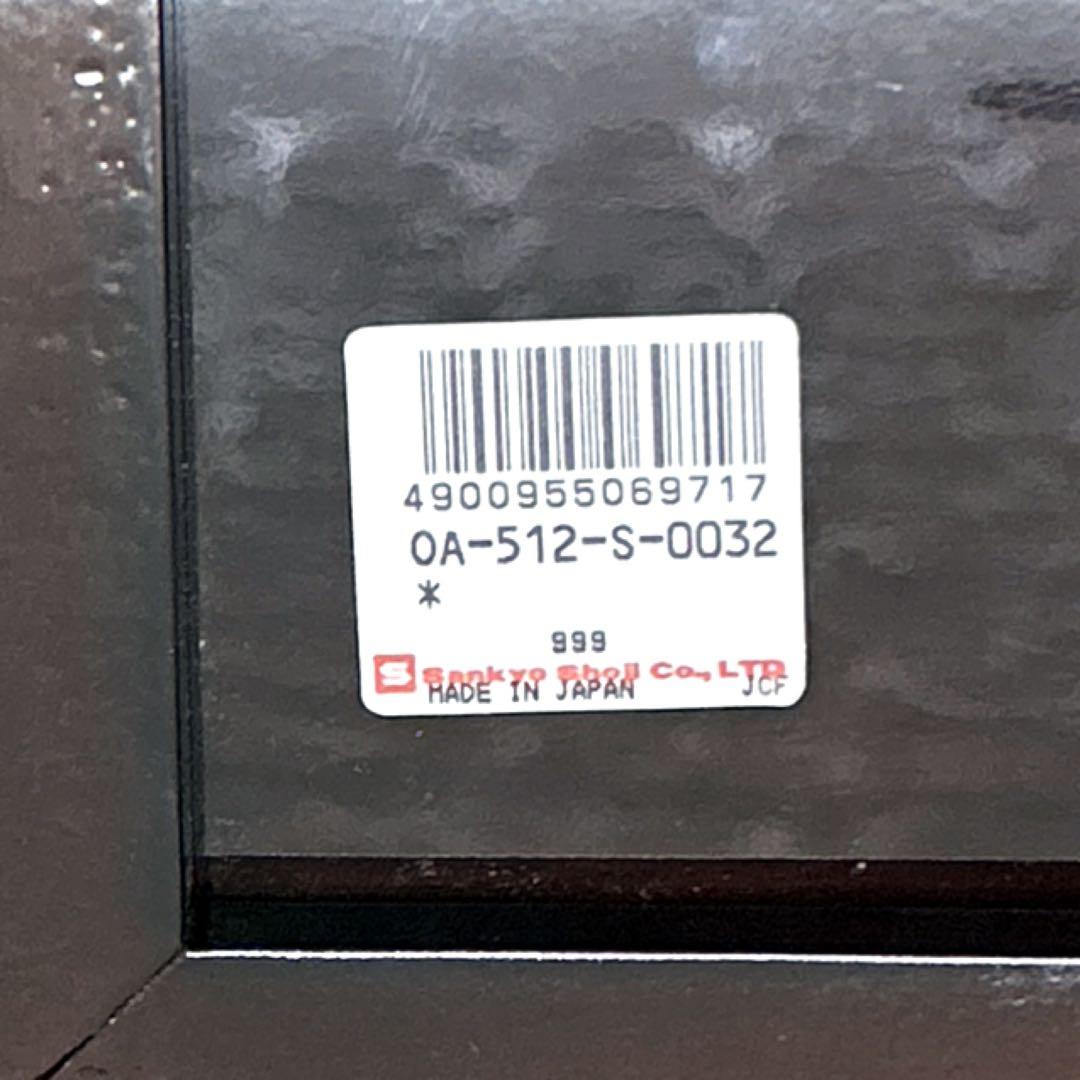 4900955069717
OA-512-S-0032
*
999
S Sankyo Shoji Co., LTD
MADE IN JAPAN JCF